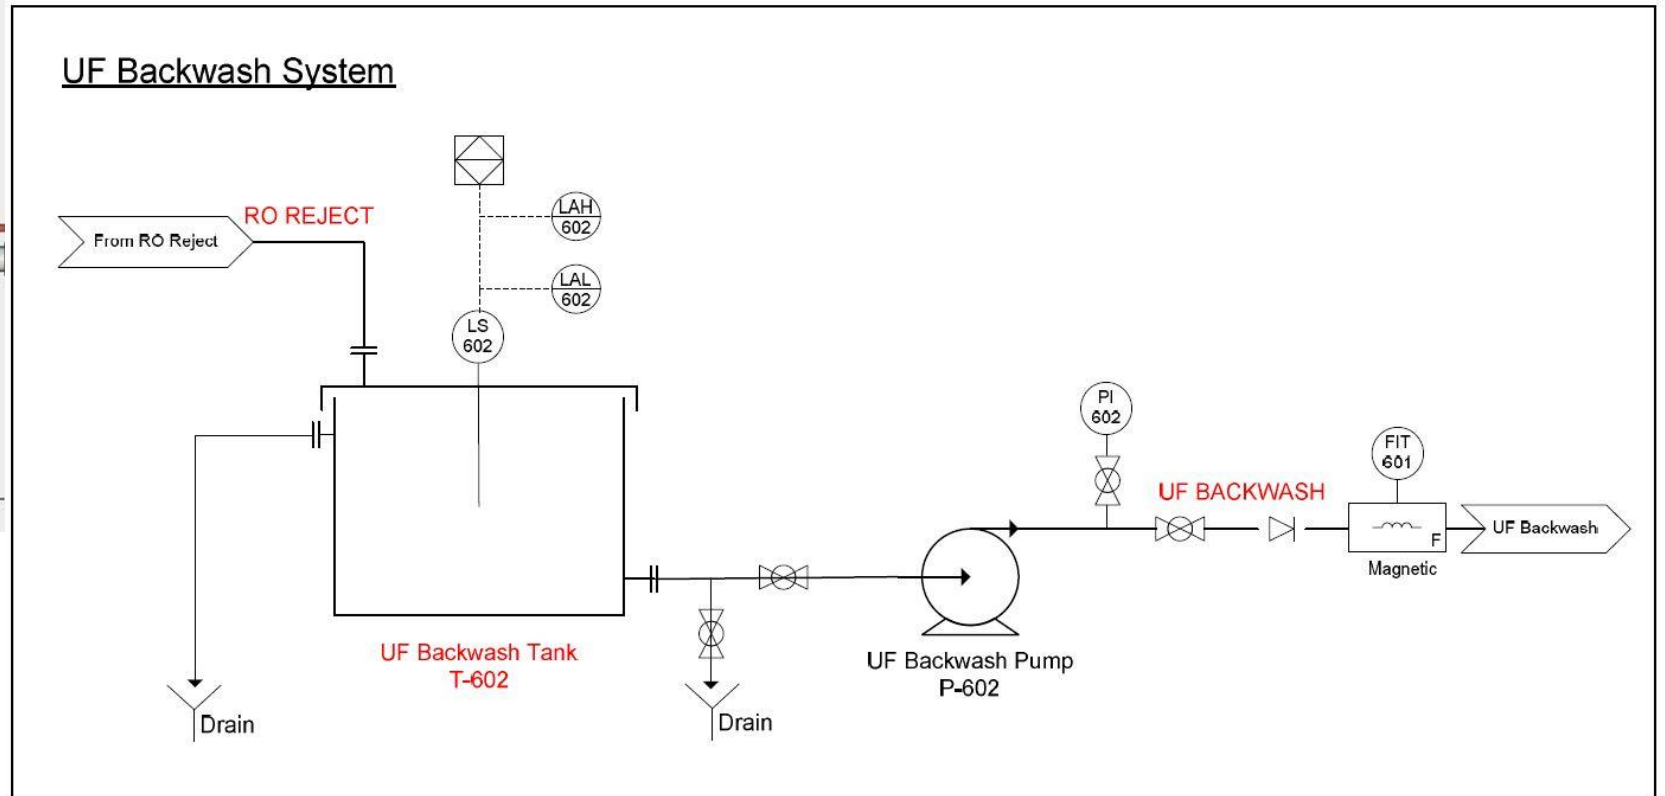 UF Backwash System
RO REJECT
From RO Reject
LAH
602
LAL
602
LS
602
PI
602
FIT
601
UF BACKWASH
UF Backwash
F
Magnetic
UF Backwash Tank
T-602
UF Backwash Pump
P-602
Drain
Drain